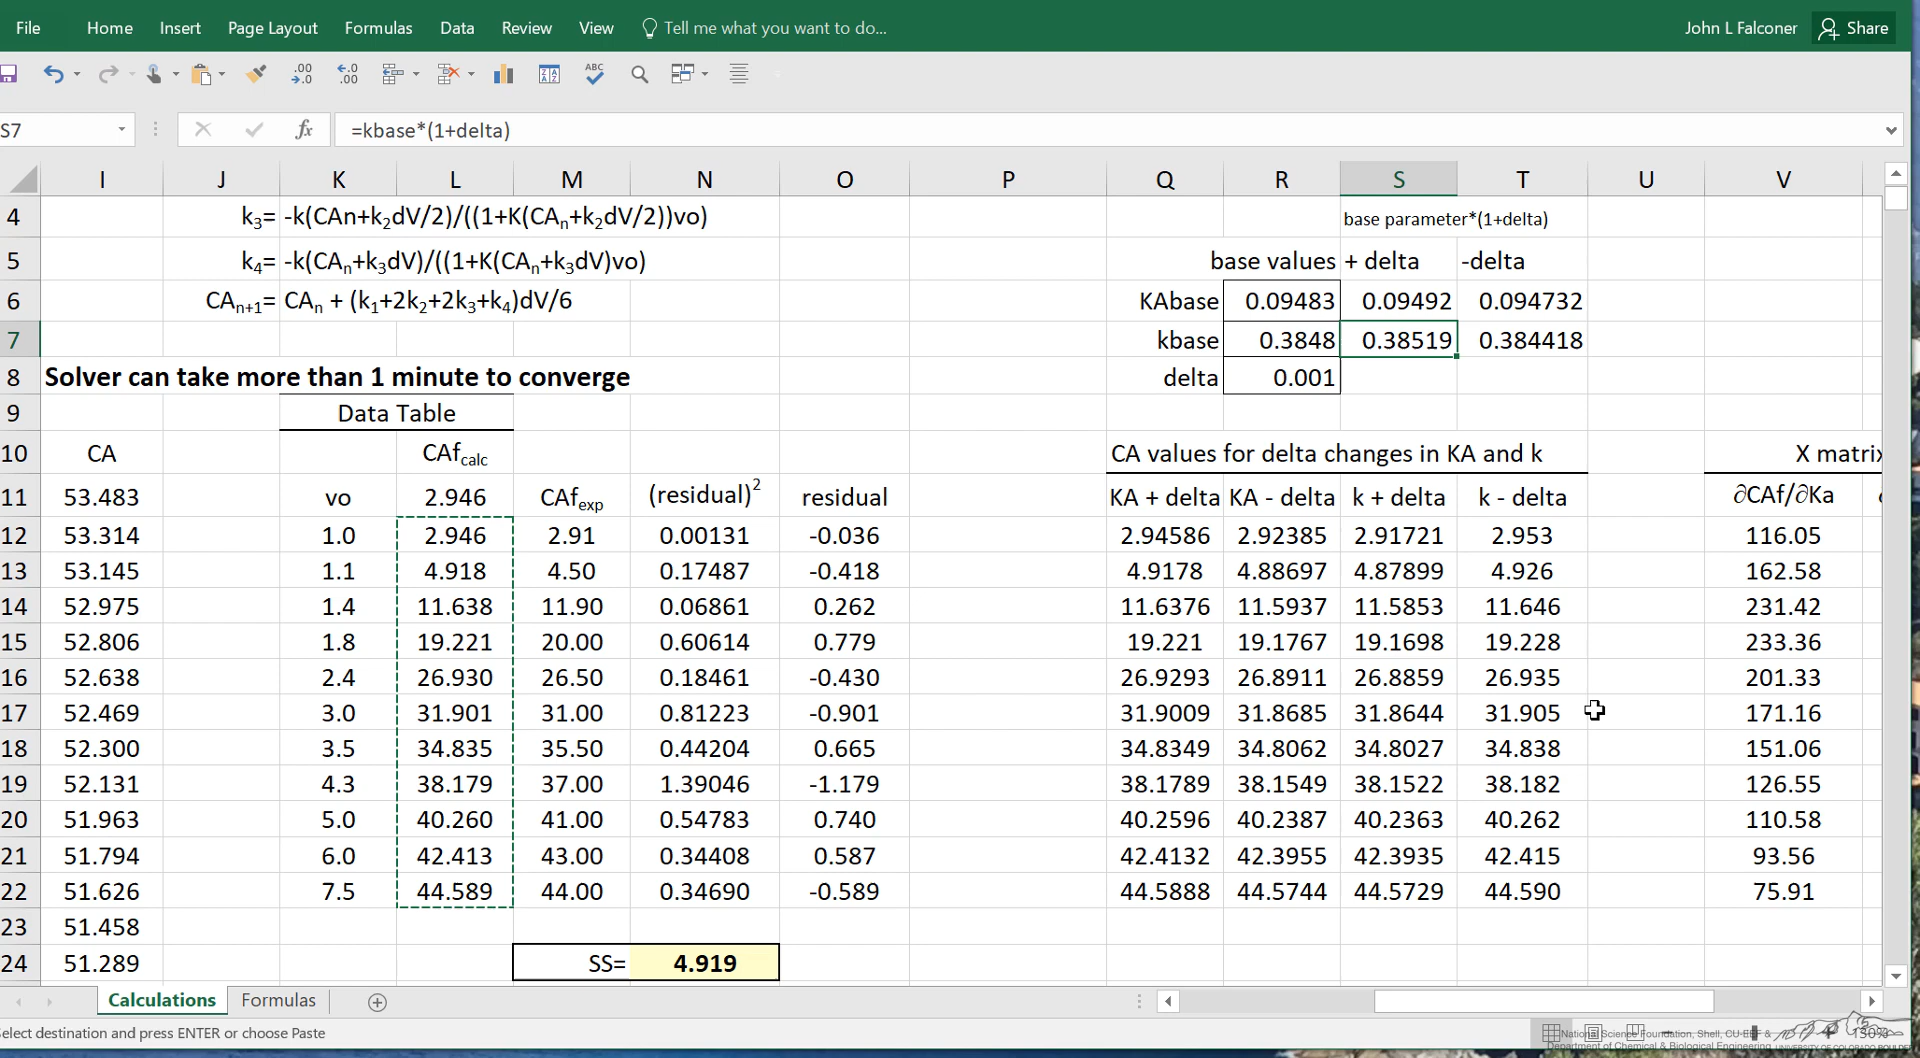 File Home Insert Page Layout Formulas Data Review View Tell me what you want to do... John L Falconer Share
S7 fx =kbase*(1+delta)
I J K L M N O P Q R S T U V
4 k3= -k(CAn+k2dV/2)/((1+K(CAn+k2dV/2))vo) base parameter*(1+delta)
5 k4= -k(CAn+k3dV)/((1+K(CAn+k3dV)vo) base values + delta -delta
6 CAn+1= CAn + (k1+2k2+2k3+k4)dV/6 KAbase 0.09483 0.09492 0.094732
7 kbase 0.3848 0.38519 0.384418
8 Solver can take more than 1 minute to converge delta 0.001
9 Data Table
10 CA CAfcalc CA values for delta changes in KA and k X matrix
11 53.483 vo 2.946 CAfexp (residual)2 residual KA + delta KA - delta k + delta k - delta ∂CAf/∂Ka
12 53.314 1.0 2.946 2.91 0.00131 -0.036 2.94586 2.92385 2.91721 2.953 116.05
13 53.145 1.1 4.918 4.50 0.17487 -0.418 4.9178 4.88697 4.87899 4.926 162.58
14 52.975 1.4 11.638 11.90 0.06861 0.262 11.6376 11.5937 11.5853 11.646 231.42
15 52.806 1.8 19.221 20.00 0.60614 0.779 19.221 19.1767 19.1698 19.228 233.36
16 52.638 2.4 26.930 26.50 0.18461 -0.430 26.9293 26.8911 26.8859 26.935 201.33
17 52.469 3.0 31.901 31.00 0.81223 -0.901 31.9009 31.8685 31.8644 31.905 171.16
18 52.300 3.5 34.835 35.50 0.44204 0.665 34.8349 34.8062 34.8027 34.838 151.06
19 52.131 4.3 38.179 37.00 1.39046 -1.179 38.1789 38.1549 38.1522 38.182 126.55
20 51.963 5.0 40.260 41.00 0.54783 0.740 40.2596 40.2387 40.2363 40.262 110.58
21 51.794 6.0 42.413 43.00 0.34408 0.587 42.4132 42.3955 42.3935 42.415 93.56
22 51.626 7.5 44.589 44.00 0.34690 -0.589 44.5888 44.5744 44.5729 44.590 75.91
23 51.458
24 51.289 SS= 4.919
Calculations Formulas
elect destination and press ENTER or choose Paste 130%
National Science Foundation, Shell, CU-BEF &
Department of Chemical & Biological Engineering UNIVERSITY OF COLORADO BOULDER